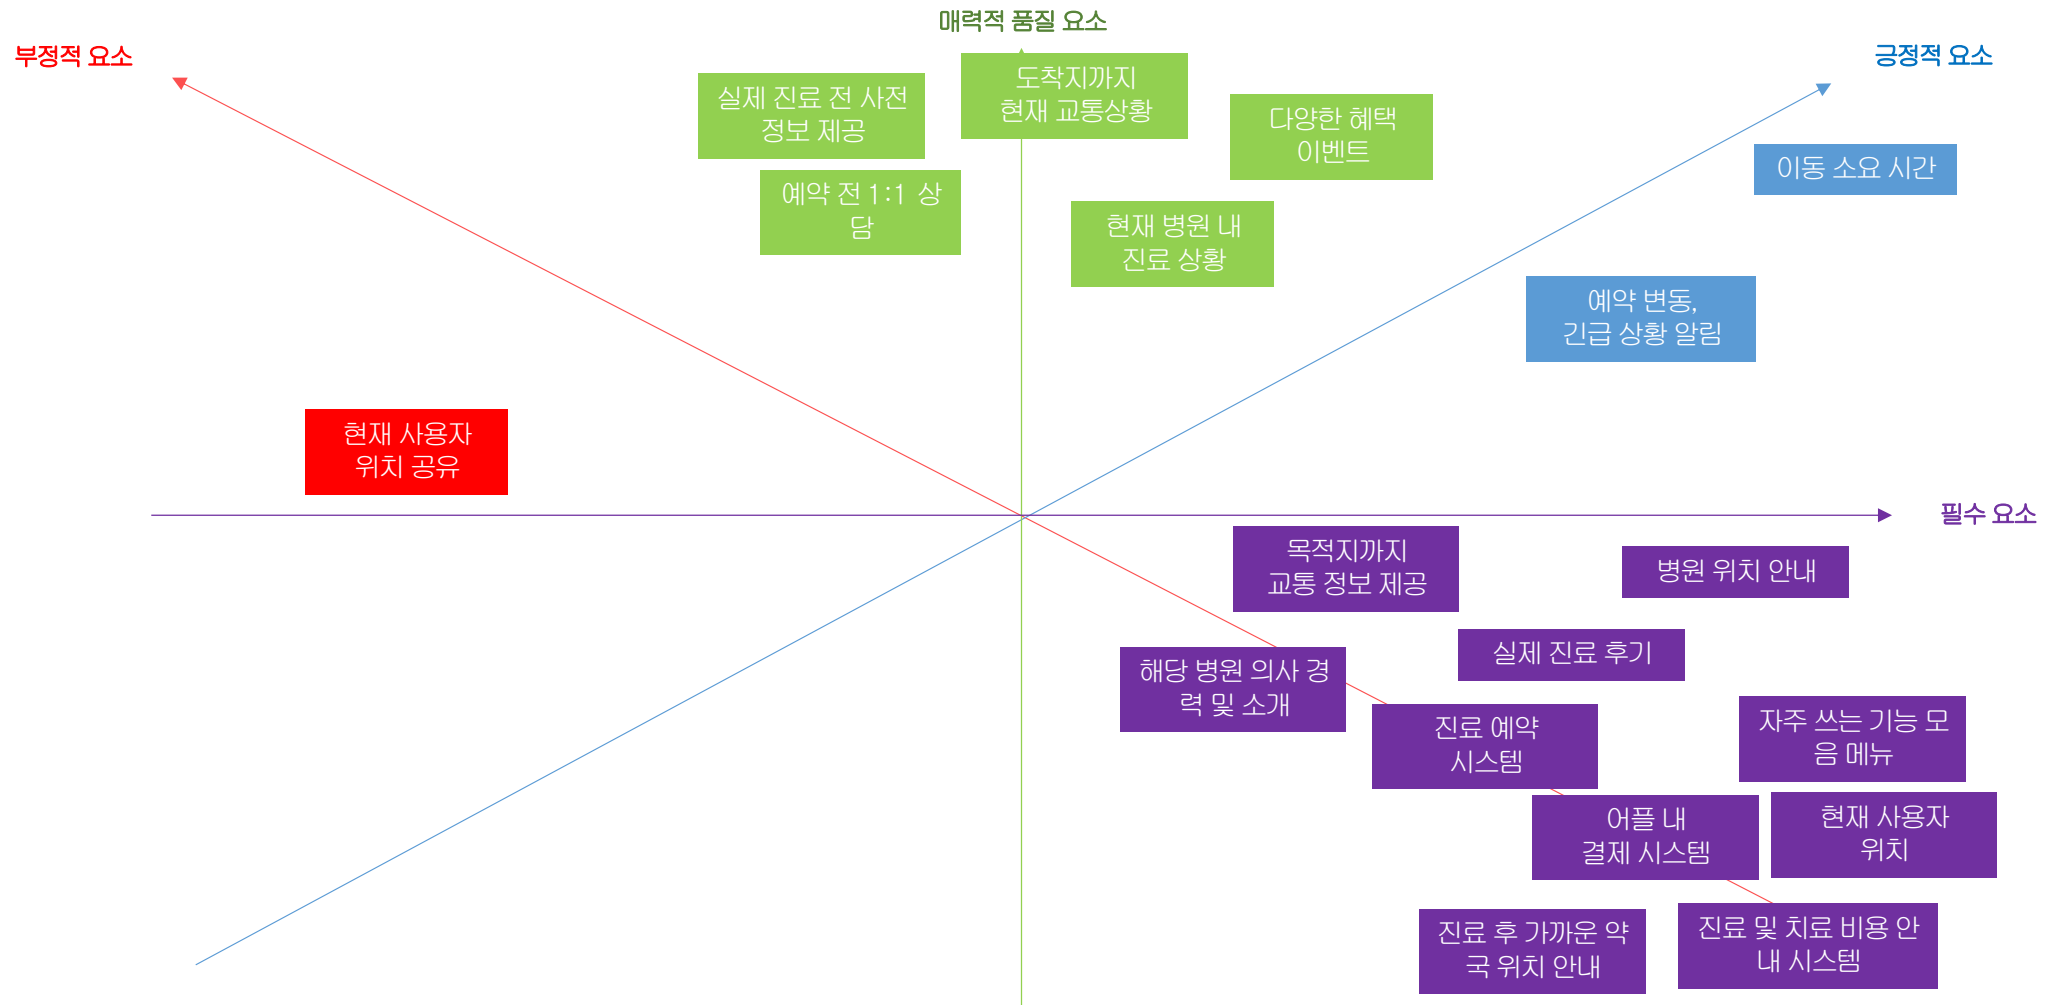 매력적 품질 요소
부정적 요소
긍정적 요소
실제 진료 전 사전
정보 제공
도착지까지
현재 교통상황
다양한 혜택
이벤트
이동 소요 시간
예약 전 1:1 상
담
현재 병원 내
진료 상황
예약 변동,
긴급 상황 알림
현재 사용자
위치 공유
필수 요소
목적지까지
교통 정보 제공
병원 위치 안내
실제 진료 후기
해당 병원 의사 경
력 및 소개
진료 예약
시스템
자주 쓰는 기능 모
음 메뉴
어플 내
결제 시스템
현재 사용자
위치
진료 후 가까운 약
국 위치 안내
진료 및 치료 비용 안
내 시스템